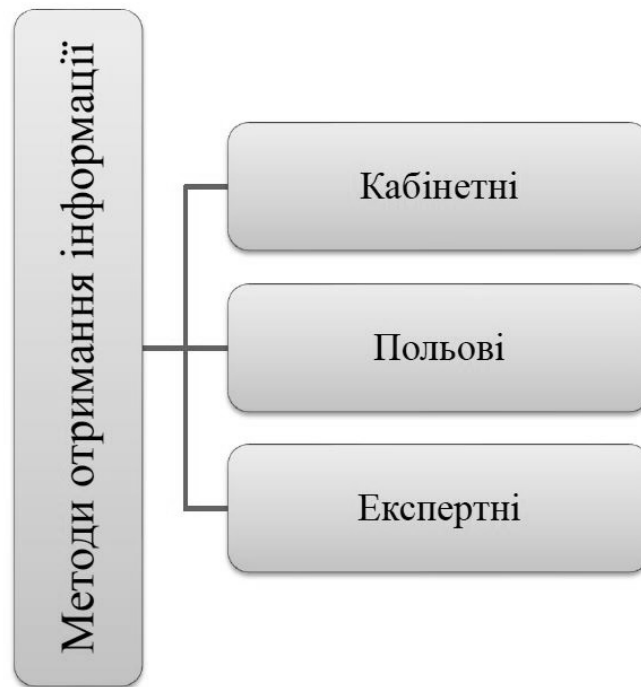 Методи отримання інформації
Кабінетні
Польові
Експертні